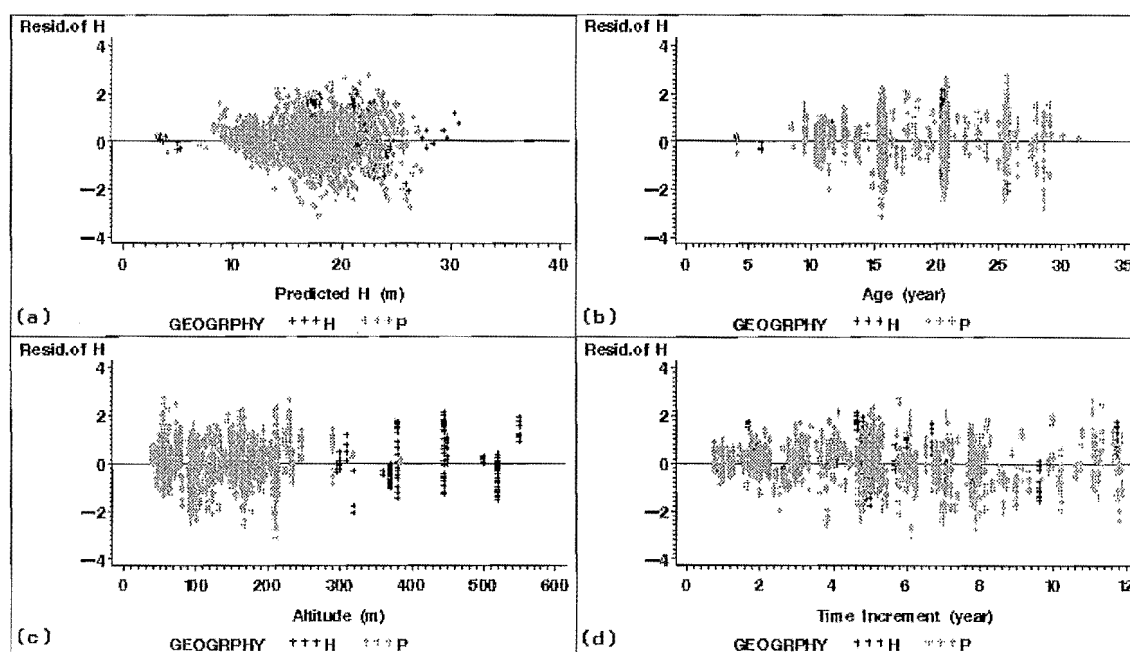 Resid.of H
4
2
0
−2
−4
0 10 20 30 40
Predicted H (m)
(a)
GEOGRPHY +++H +++P
Resid.of H
4
2
0
−2
−4
0 5 10 15 20 25 30 35
Age (year)
(b)
GEOGRPHY +++H +++P
Resid.of H
4
2
0
−2
−4
0 100 200 300 400 500 600
Altitude (m)
(c)
GEOGRPHY +++H +++P
Resid.of H
4
2
0
−2
−4
0 2 4 6 8 10 12
Time Increment (year)
(d)
GEOGRPHY +++H +++P